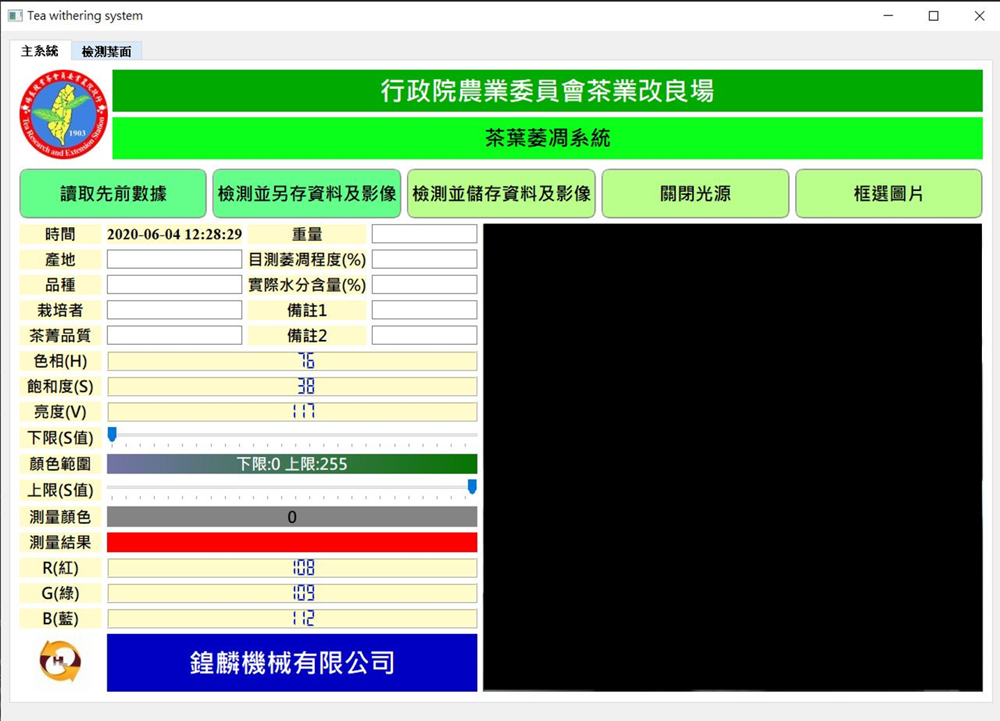 Tea withering system
主系統 檢測葉面
行政院農業委員會茶業改良場
茶葉萎凋系統
1903
Tea Research and Extension Station
讀取先前數據 檢測並另存資料及影像 檢測並儲存資料及影像 關閉光源 框選圖片
時間 2020-06-04 12:28:29 重量
產地 目測萎凋程度(%)
品種 實際水分含量(%)
栽培者 備註1
茶菁品質 備註2
色相(H) 76
飽和度(S) 38
亮度(V) 117
下限(S值)
顏色範圍 下限:0 上限:255
上限(S值)
測量顏色 0
測量結果
R(紅) 108
G(綠) 109
B(藍) 112
鍠麟機械有限公司